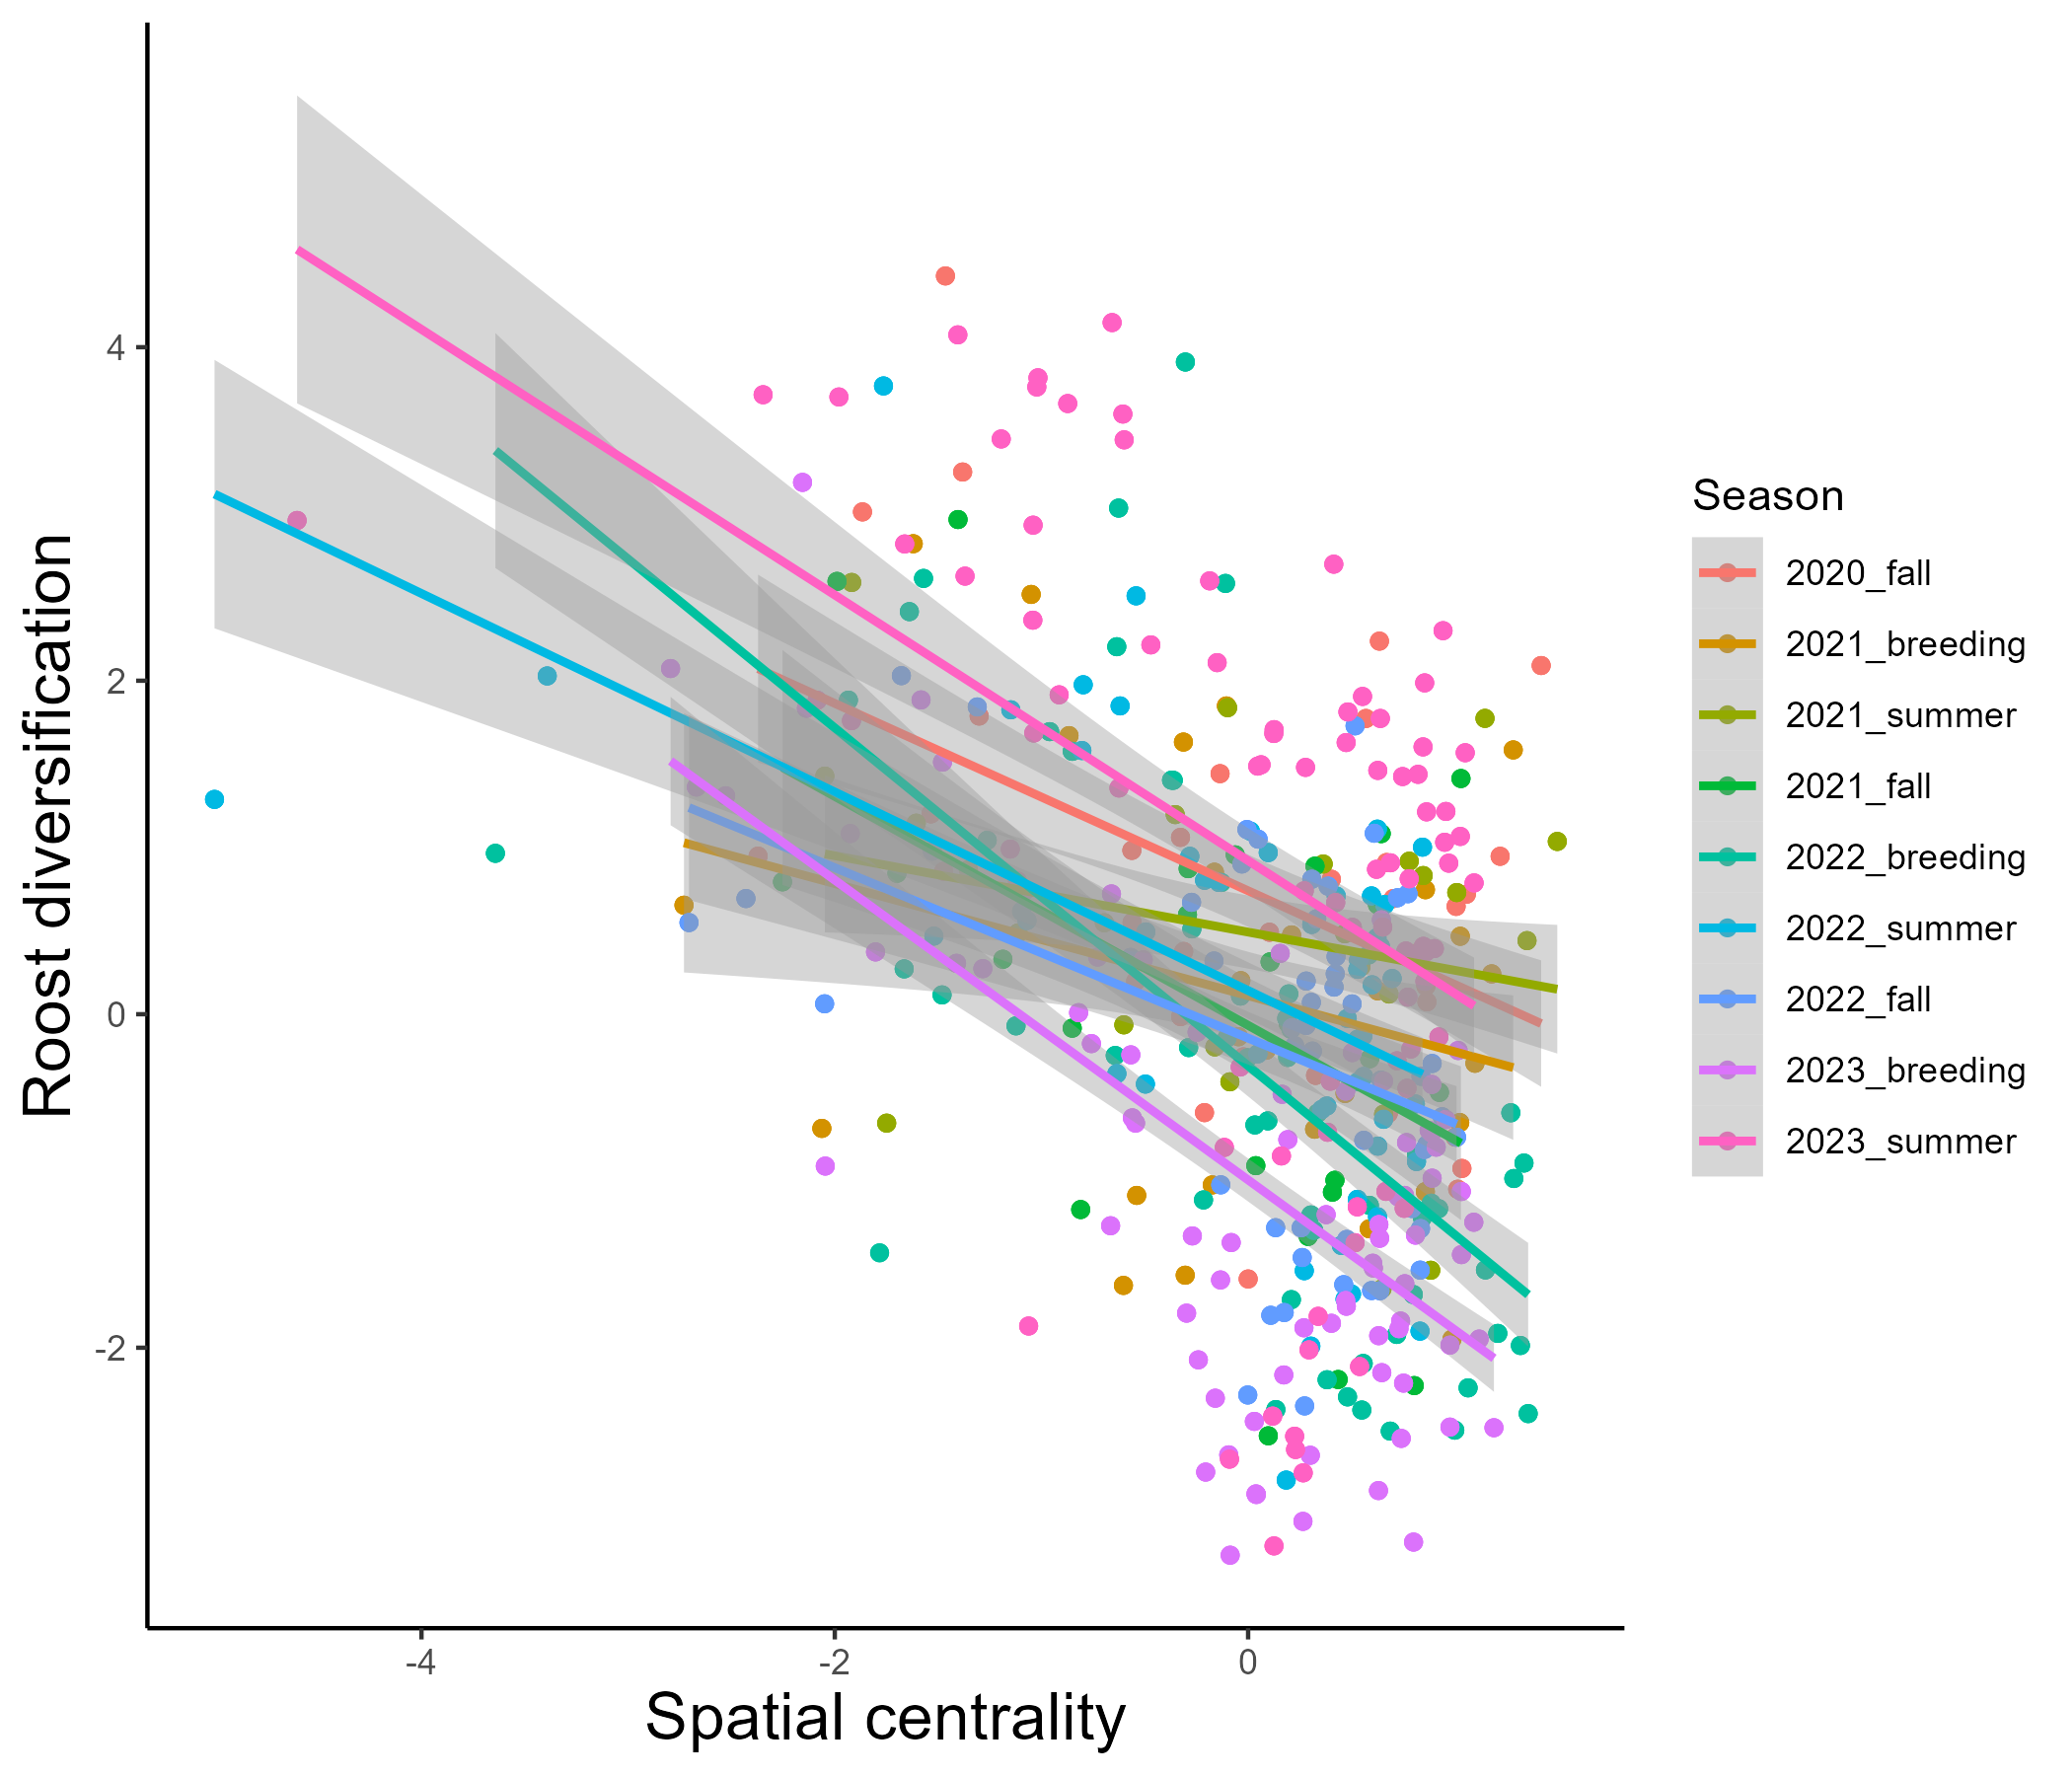 Roost diversification
4
2
0
-2
-4
-2
0
Spatial centrality
Season
2020_fall
2021_breeding
2021_summer
2021_fall
2022_breeding
2022_summer
2022_fall
2023_breeding
2023_summer